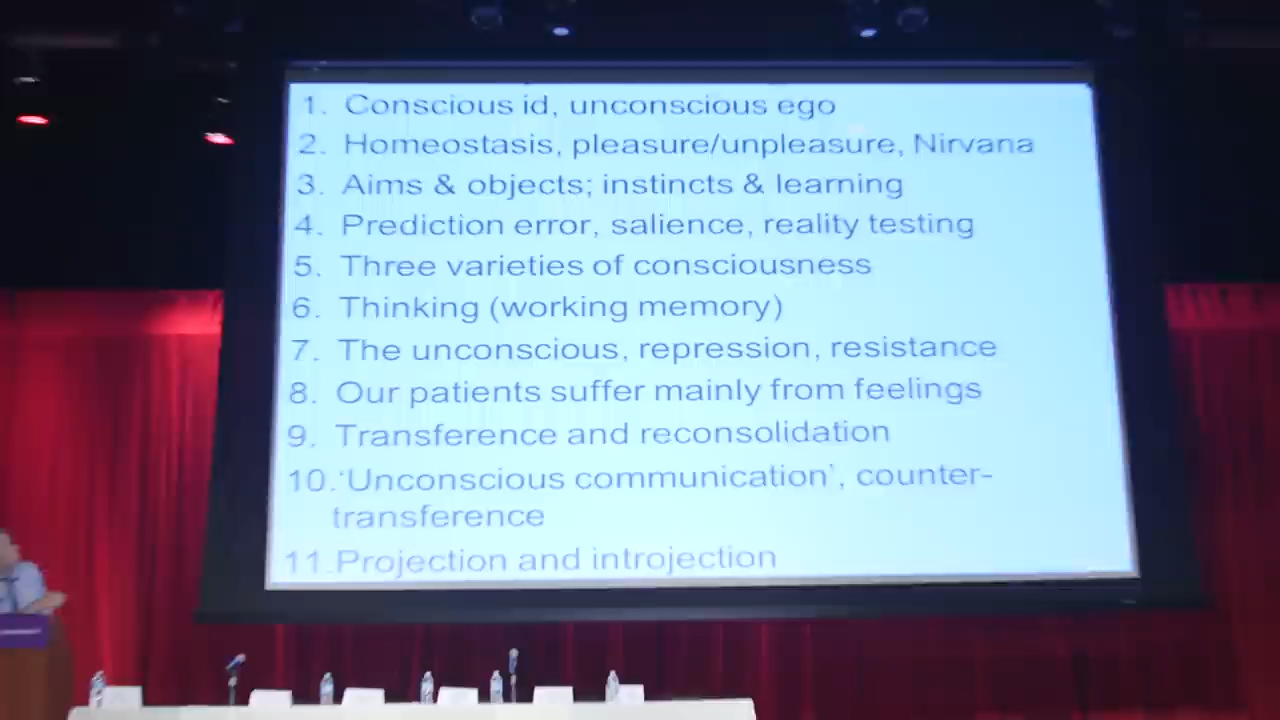 1. Conscious id, unconscious ego
2. Homeostasis, pleasure/unpleasure, Nirvana
3. Aims & objects; instincts & learning
4. Prediction error, salience, reality testing
5. Three varieties of consciousness
6. Thinking (working memory)
7. The unconscious, repression, resistance
8. Our patients suffer mainly from feelings
9. Transference and reconsolidation
10. ‘Unconscious communication’, counter-
transference
11. Projection and introjection